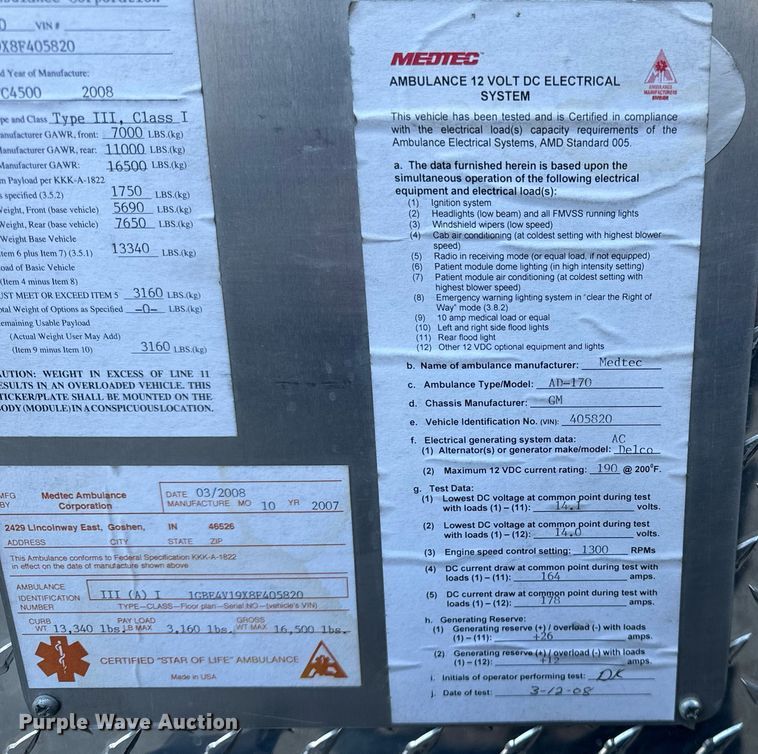 VIN #
X8F405820
d Year of Manufacture:
C4500 2008
pe and Class Type III, Class I
anufacturer GAWR, front: 7000 LBS.(kg)
anufacturer GAWR, rear: 11000 LBS.(kg)
Manufacturer GAWR: 16500 LBS.(kg)
m Payload per KKK-A-1822
s specified (3.5.2) 1750 LBS.(kg)
Weight, Front (base vehicle) 5690 LBS.(kg)
Weight, Rear (base vehicle) 7650 LBS.(kg)
Weight Base Vehicle
tem 6 plus Item 7) (3.5.1) 13340 LBS.(kg)
oad of Basic Vehicle
(Item 4 minus Item 8)
UST MEET OR EXCEED ITEM 5 3160 LBS.(kg)
otal Weight of Options as Specified -0- LBS.(kg)
emaining Usable Payload
(Actual Weight User May Add)
(Item 9 minus Item 10) 3160 LBS.(kg)
AUTION: WEIGHT IN EXCESS OF LINE 11
ESULTS IN AN OVERLOADED VEHICLE. THIS
TICKER/PLATE SHALL BE MOUNTED ON THE
ODY (MODULE) IN A CONSPICUOUS LOCATION.
MEDTEC
AMBULANCE MANUFACTURERS DIVISION
AMBULANCE 12 VOLT DC ELECTRICAL
SYSTEM
This vehicle has been tested and is Certified in compliance
with the electrical load(s) capacity requirements of the
Ambulance Electrical Systems, AMD Standard 005.
a. The data furnished herein is based upon the
simultaneous operation of the following electrical
equipment and electrical load(s):
(1) Ignition system
(2) Headlights (low beam) and all FMVSS running lights
(3) Windshield wipers (low speed)
(4) Cab air conditioning (at coldest setting with highest blower
speed)
(5) Radio in receiving mode (or equal load, if not equipped)
(6) Patient module dome lighting (in high intensity setting)
(7) Patient module air conditioning (at coldest setting with
highest blower speed)
(8) Emergency warning lighting system in "clear the Right of
Way" mode (3.8.2)
(9) 10 amp medical load or equal
(10) Left and right side flood lights
(11) Rear flood light
(12) Other 12 VDC optional equipment and lights
b. Name of ambulance manufacturer: Medtec
c. Ambulance Type/Model: AD-170
d. Chassis Manufacturer: GM
e. Vehicle Identification No. (VIN): 405820
f. Electrical generating system data: AC
(1) Alternator(s) or generator make/model: Delco
(2) Maximum 12 VDC current rating: 190 @ 200°F.
g. Test Data:
(1) Lowest DC voltage at common point during test
with loads (1) – (11): 14.1 volts.
(2) Lowest DC voltage at common point during test
with loads (1) – (12): 14.0 volts.
(3) Engine speed control setting: 1300 RPMs
(4) DC current draw at common point during test with
loads (1) - (11): 164 amps.
(5) DC current draw at common point during test with
loads (1) - (12): 178 amps.
h. Generating Reserve:
(1) Generating reserve (+) / overload (-) with loads
(1) - (11): +26 amps.
(2) Generating reserve (+) / overload (-) with loads
(1) – (12): +12 amps.
i. Initials of operator performing test: DK
j. Date of test: 3-12-08
MFG BY Medtec Ambulance Corporation
DATE 03/2008
MANUFACTURE MO 10 YR 2007
2429 Lincolnway East, Goshen, IN 46526
ADDRESS CITY STATE ZIP
This Ambulance conforms to Federal Specification KKK-A-1822
in effect on the date of manufacture shown above
AMBULANCE
IDENTIFICATION III (A) I 1GBE4V19X8F405820
NUMBER TYPE–CLASS–Floor plan–Serial NO–(vehicle's VIN)
CURB WT 13,340 lbs. PAY LOAD LB MAX 3,160 lbs. GROSS WT MAX 16,500 lbs.
CERTIFIED "STAR OF LIFE" AMBULANCE
Made in USA
Purple Wave Auction